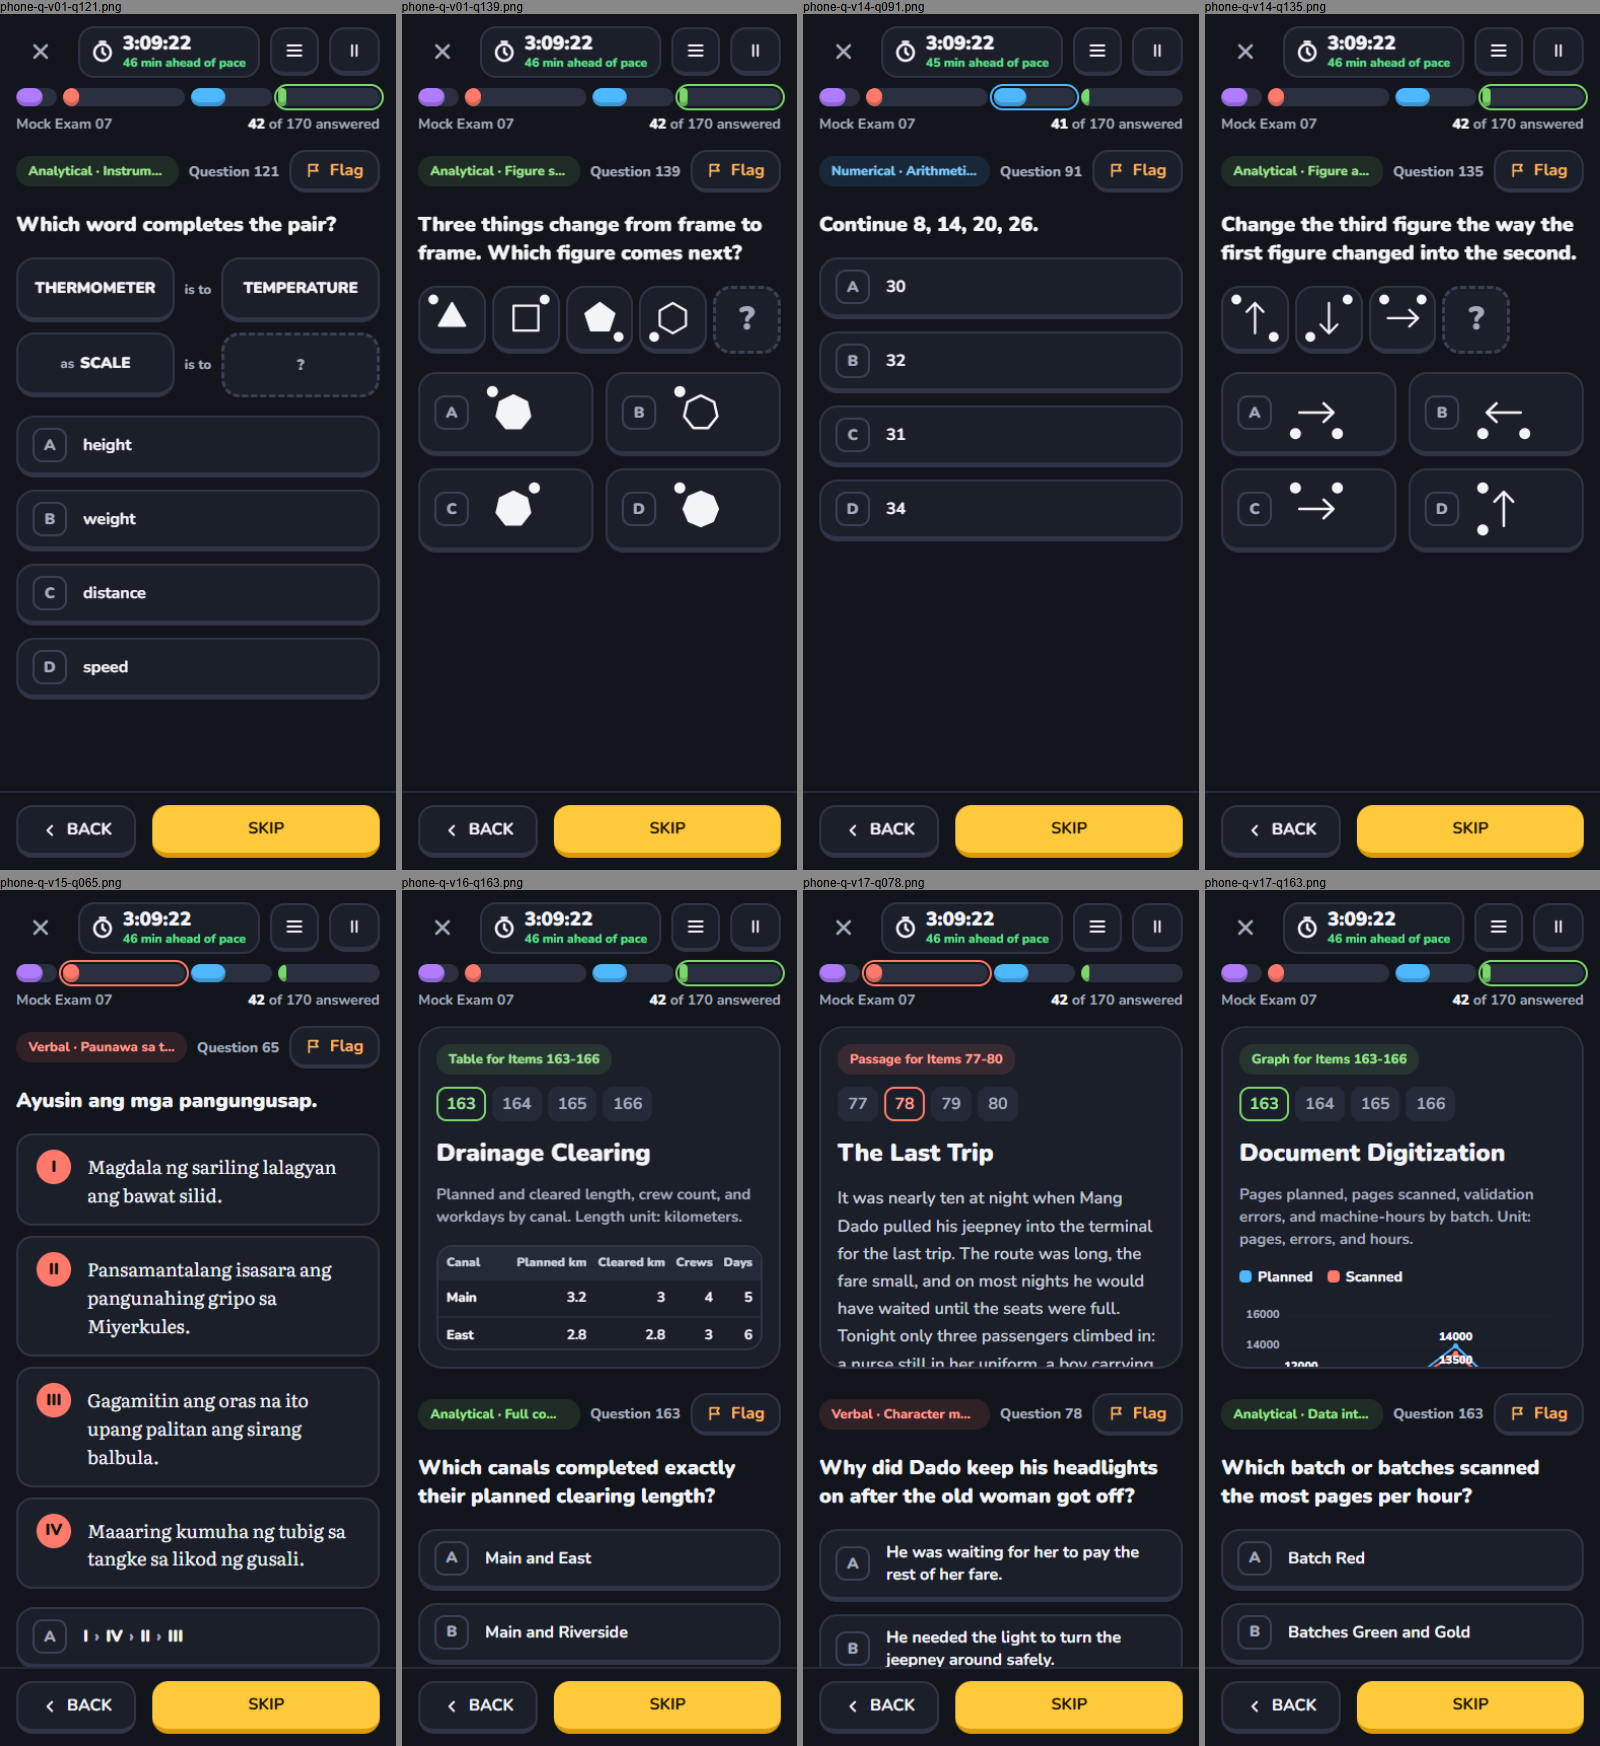 phone-q-v01-q121.png
3:09:22
46 min ahead of pace
Mock Exam 07
42 of 170 answered
Analytical · Instrum...
Question 121
Flag
Which word completes the pair?
THERMOMETER is to TEMPERATURE
as SCALE is to ?
A height
B weight
C distance
D speed
BACK
SKIP
phone-q-v01-q139.png
3:09:22
46 min ahead of pace
Mock Exam 07
42 of 170 answered
Analytical · Figure s...
Question 139
Flag
Three things change from frame to
frame. Which figure comes next?
?
A
B
C
D
BACK
SKIP
phone-q-v14-q091.png
3:09:22
45 min ahead of pace
Mock Exam 07
41 of 170 answered
Numerical · Arithmeti...
Question 91
Flag
Continue 8, 14, 20, 26.
A 30
B 32
C 31
D 34
BACK
SKIP
phone-q-v14-q135.png
3:09:22
46 min ahead of pace
Mock Exam 07
42 of 170 answered
Analytical · Figure a...
Question 135
Flag
Change the third figure the way the
first figure changed into the second.
?
A
B
C
D
BACK
SKIP
phone-q-v15-q065.png
3:09:22
46 min ahead of pace
Mock Exam 07
42 of 170 answered
Verbal · Paunawa sa t...
Question 65
Flag
Ayusin ang mga pangungusap.
I Magdala ng sariling lalagyan
ang bawat silid.
II Pansamantalang isasara ang
pangunahing gripo sa
Miyerkules.
III Gagamitin ang oras na ito
upang palitan ang sirang
balbula.
IV Maaaring kumuha ng tubig sa
tangke sa likod ng gusali.
A I › IV › II › III
BACK
SKIP
phone-q-v16-q163.png
3:09:22
46 min ahead of pace
Mock Exam 07
42 of 170 answered
Table for Items 163-166
163 164 165 166
Drainage Clearing
Planned and cleared length, crew count, and
workdays by canal. Length unit: kilometers.
Canal Planned km Cleared km Crews Days
Main 3.2 3 4 5
East 2.8 2.8 3 6
Analytical · Full co...
Question 163
Flag
Which canals completed exactly
their planned clearing length?
A Main and East
B Main and Riverside
BACK
SKIP
phone-q-v17-q078.png
3:09:22
46 min ahead of pace
Mock Exam 07
42 of 170 answered
Passage for Items 77-80
77 78 79 80
The Last Trip
It was nearly ten at night when Mang
Dado pulled his jeepney into the terminal
for the last trip. The route was long, the
fare small, and on most nights he would
have waited until the seats were full.
Tonight only three passengers climbed in:
a nurse still in her uniform, a boy carrying
Verbal · Character m...
Question 78
Flag
Why did Dado keep his headlights
on after the old woman got off?
A He was waiting for her to pay the
rest of her fare.
B He needed the light to turn the
jeepney around safely.
BACK
SKIP
phone-q-v17-q163.png
3:09:22
46 min ahead of pace
Mock Exam 07
42 of 170 answered
Graph for Items 163-166
163 164 165 166
Document Digitization
Pages planned, pages scanned, validation
errors, and machine-hours by batch. Unit:
pages, errors, and hours.
Planned Scanned
16000
14000
14000
13500
12000
Analytical · Data int...
Question 163
Flag
Which batch or batches scanned
the most pages per hour?
A Batch Red
B Batches Green and Gold
BACK
SKIP